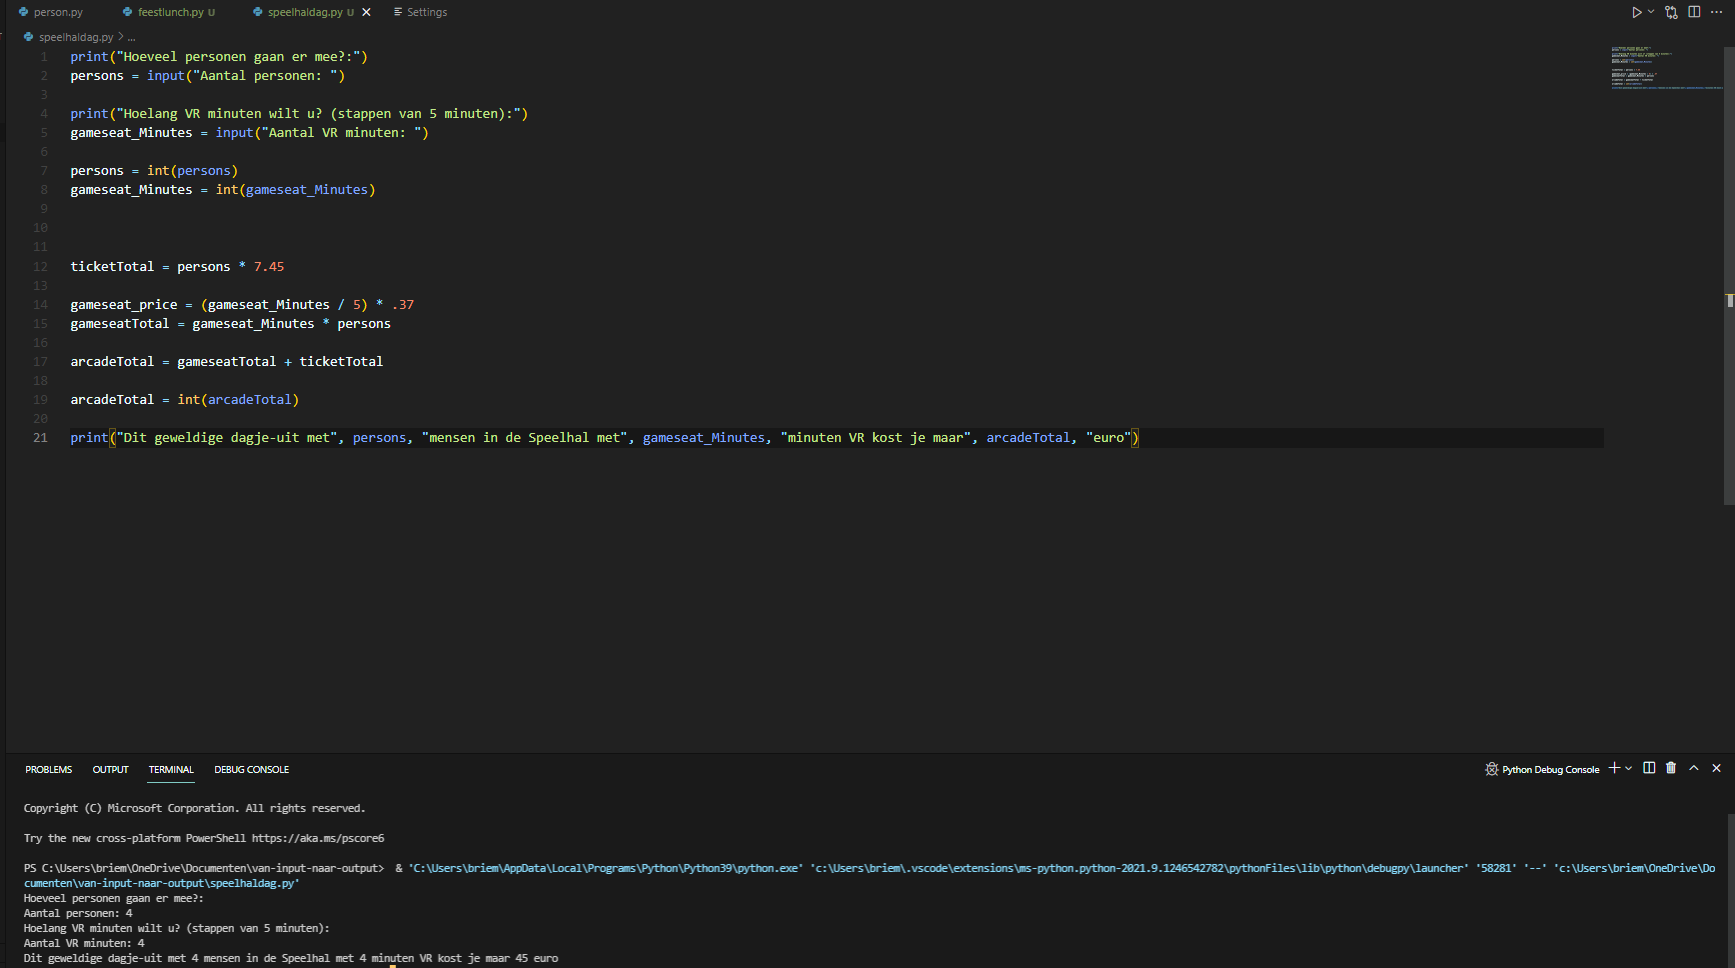 person.py feestlunch.py U speelhaldag.py U Settings
speelhaldag.py > ...
1 print("Hoeveel personen gaan er mee?:")
2 persons = input("Aantal personen: ")
3
4 print("Hoelang VR minuten wilt u? (stappen van 5 minuten):")
5 gameseat_Minutes = input("Aantal VR minuten: ")
6
7 persons = int(persons)
8 gameseat_Minutes = int(gameseat_Minutes)
9
10
11
12 ticketTotal = persons * 7.45
13
14 gameseat_price = (gameseat_Minutes / 5) * .37
15 gameseatTotal = gameseat_Minutes * persons
16
17 arcadeTotal = gameseatTotal + ticketTotal
18
19 arcadeTotal = int(arcadeTotal)
20
21 print("Dit geweldige dagje-uit met", persons, "mensen in de Speelhal met", gameseat_Minutes, "minuten VR kost je maar", arcadeTotal, "euro")
PROBLEMS OUTPUT TERMINAL DEBUG CONSOLE Python Debug Console
Copyright (C) Microsoft Corporation. All rights reserved.
Try the new cross-platform PowerShell https://aka.ms/pscore6
PS C:\Users\briem\OneDrive\Documenten\van-input-naar-output> & 'C:\Users\briem\AppData\Local\Programs\Python\Python39\python.exe' 'c:\Users\briem\.vscode\extensions\ms-python.python-2021.9.1246542782\pythonFiles\lib\python\debugpy\launcher' '58281' '--' 'c:\Users\briem\OneDrive\Do
cumenten\van-input-naar-output\speelhaldag.py'
Hoeveel personen gaan er mee?:
Aantal personen: 4
Hoelang VR minuten wilt u? (stappen van 5 minuten):
Aantal VR minuten: 4
Dit geweldige dagje-uit met 4 mensen in de Speelhal met 4 minuten VR kost je maar 45 euro